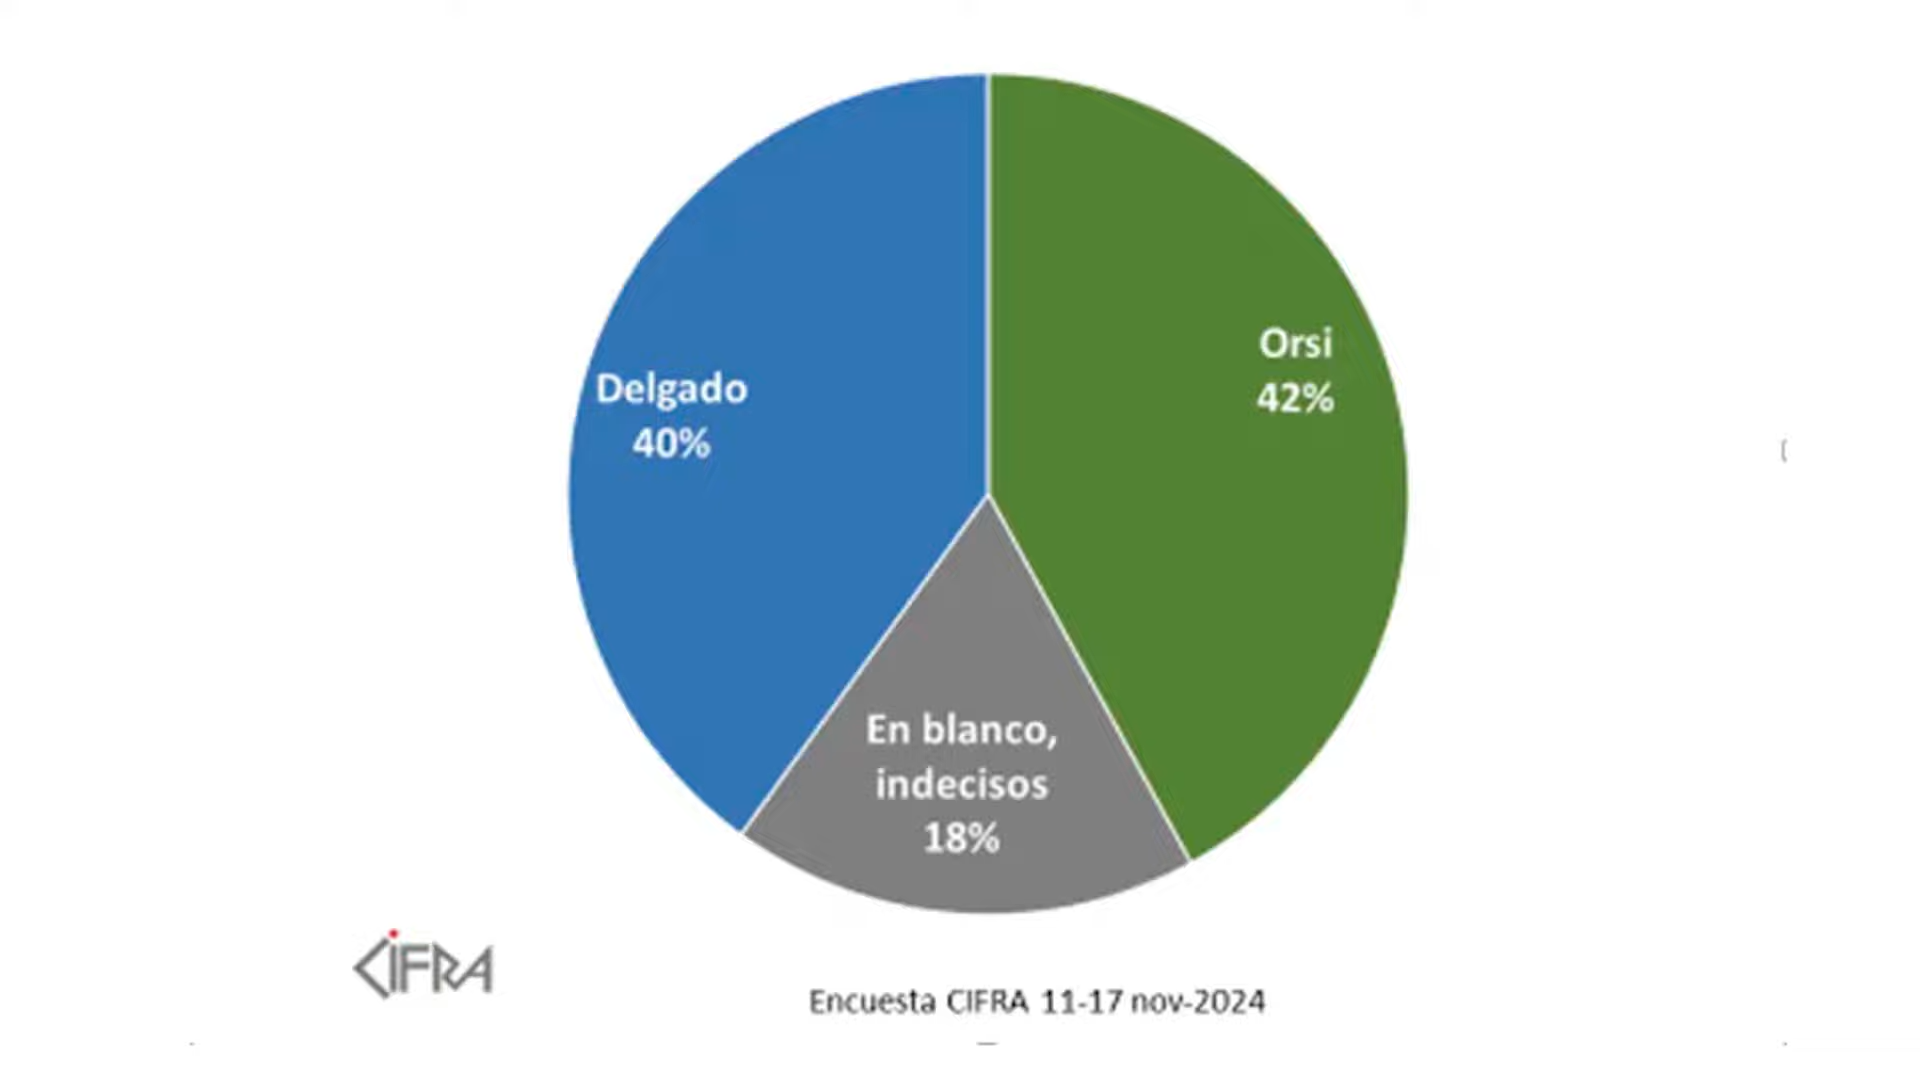 Orsi
42%
Delgado
40%
En blanco,
indecisos
18%
CIFRA
Encuesta CIFRA 11-17 nov-2024